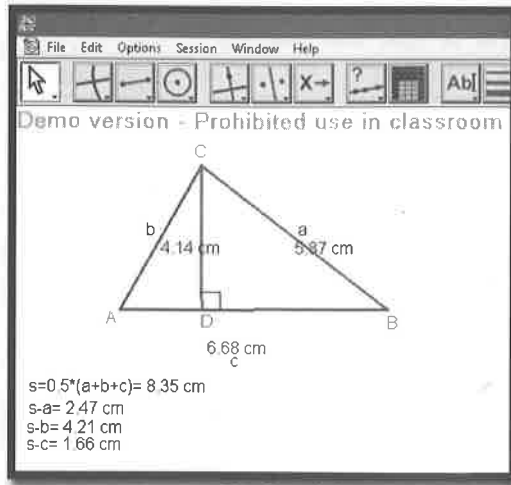 File Edit Options Session Window Help
? X Ab
Demo version - Prohibited use in classroom
C
b
a
4.14 cm
5.87 cm
A
D
B
6.68 cm
c
s=0.5*(a+b+c)= 8.35 cm
s-a= 2.47 cm
s-b= 4.21 cm
s-c= 1.66 cm